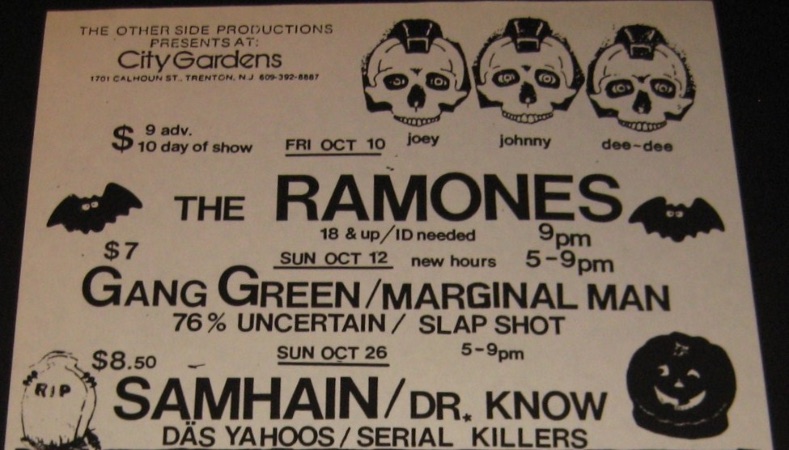 THE OTHER SIDE PRODUCTIONS
PRESENTS AT:
City Gardens
1701 CALHOUN ST., TRENTON, N.J. 609-392-8887
joey johnny dee-dee
$ 9 adv.
10 day of show
FRI OCT 10
THE RAMONES
18 & up/ID needed 9pm
$7
SUN OCT 12 new hours 5-9pm
GANG GREEN/MARGINAL MAN
76% UNCERTAIN/ SLAP SHOT
$8.50 SUN OCT 26 5-9pm
RIP
SAMHAIN/DR. KNOW
DÄS YAHOOS/SERIAL KILLERS